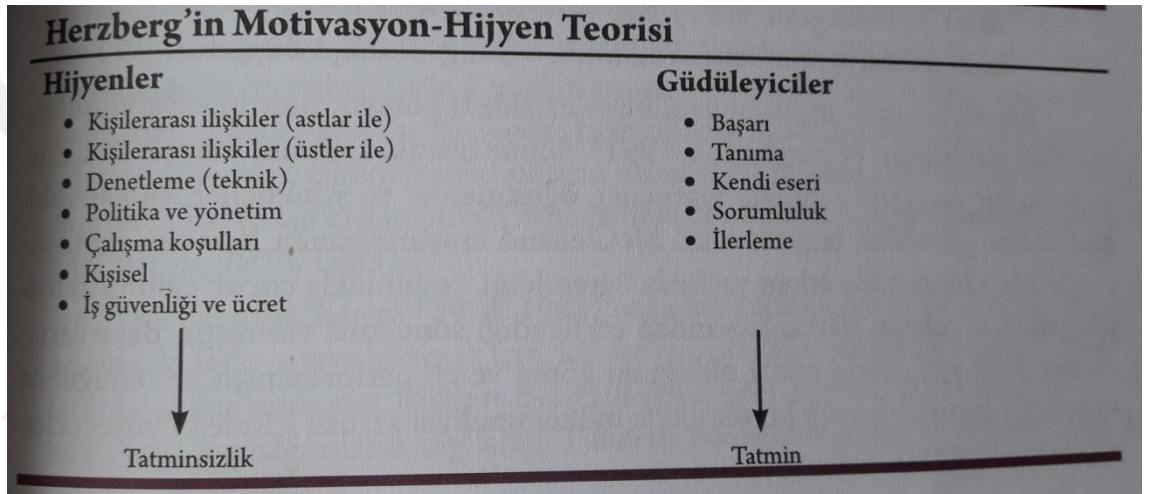 Herzberg'in Motivasyon-Hijyen Teorisi
Hijyenler
• Kişilerarası ilişkiler (astlar ile)
• Kişilerarası ilişkiler (üstler ile)
• Denetleme (teknik)
• Politika ve yönetim
• Çalışma koşulları
• Kişisel
• İş güvenliği ve ücret
Tatminsizlik
Güdüleyiciler
• Başarı
• Tanıma
• Kendi eseri
• Sorumluluk
• İlerleme
Tatmin